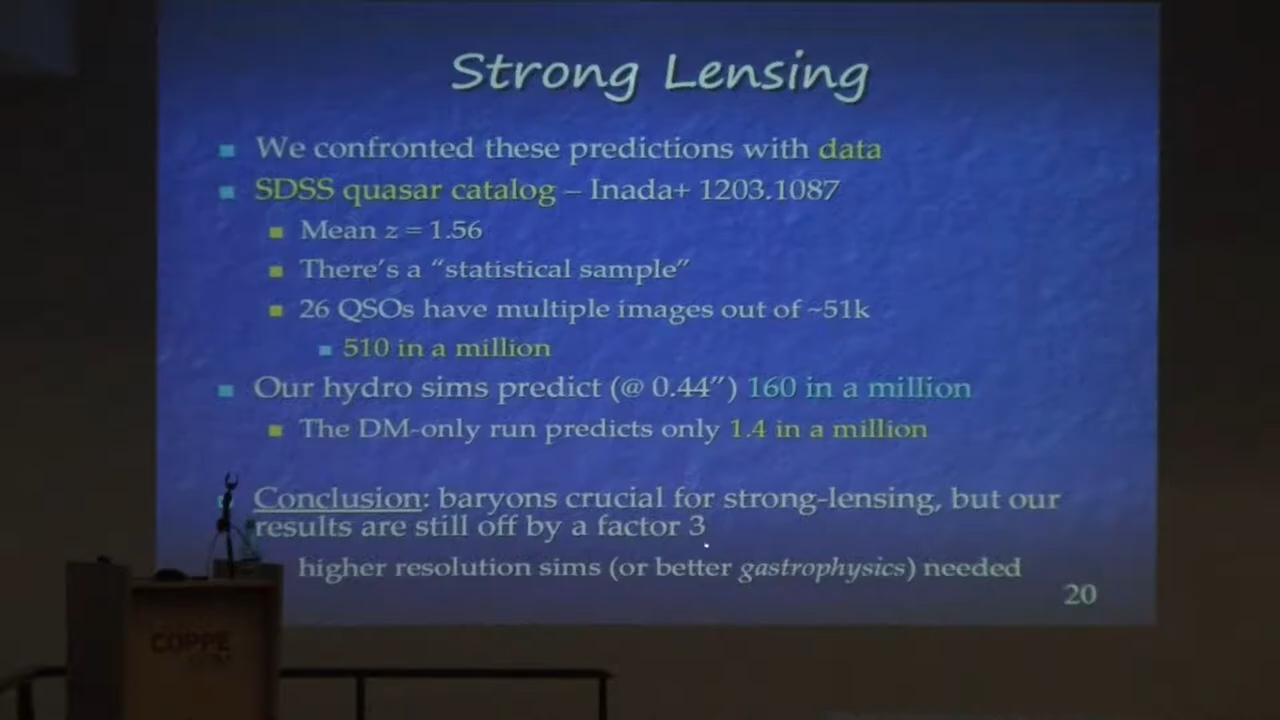 Strong Lensing
We confronted these predictions with data
SDSS quasar catalog – Inada+ 1203.1087
Mean z = 1.56
There's a “statistical sample”
26 QSOs have multiple images out of ~51k
510 in a million
Our hydro sims predict (@ 0.44″) 160 in a million
The DM-only run predicts only 1.4 in a million
Conclusion: baryons crucial for strong-lensing, but our
results are still off by a factor 3
higher resolution sims (or better gastrophysics) needed
20
COPPE